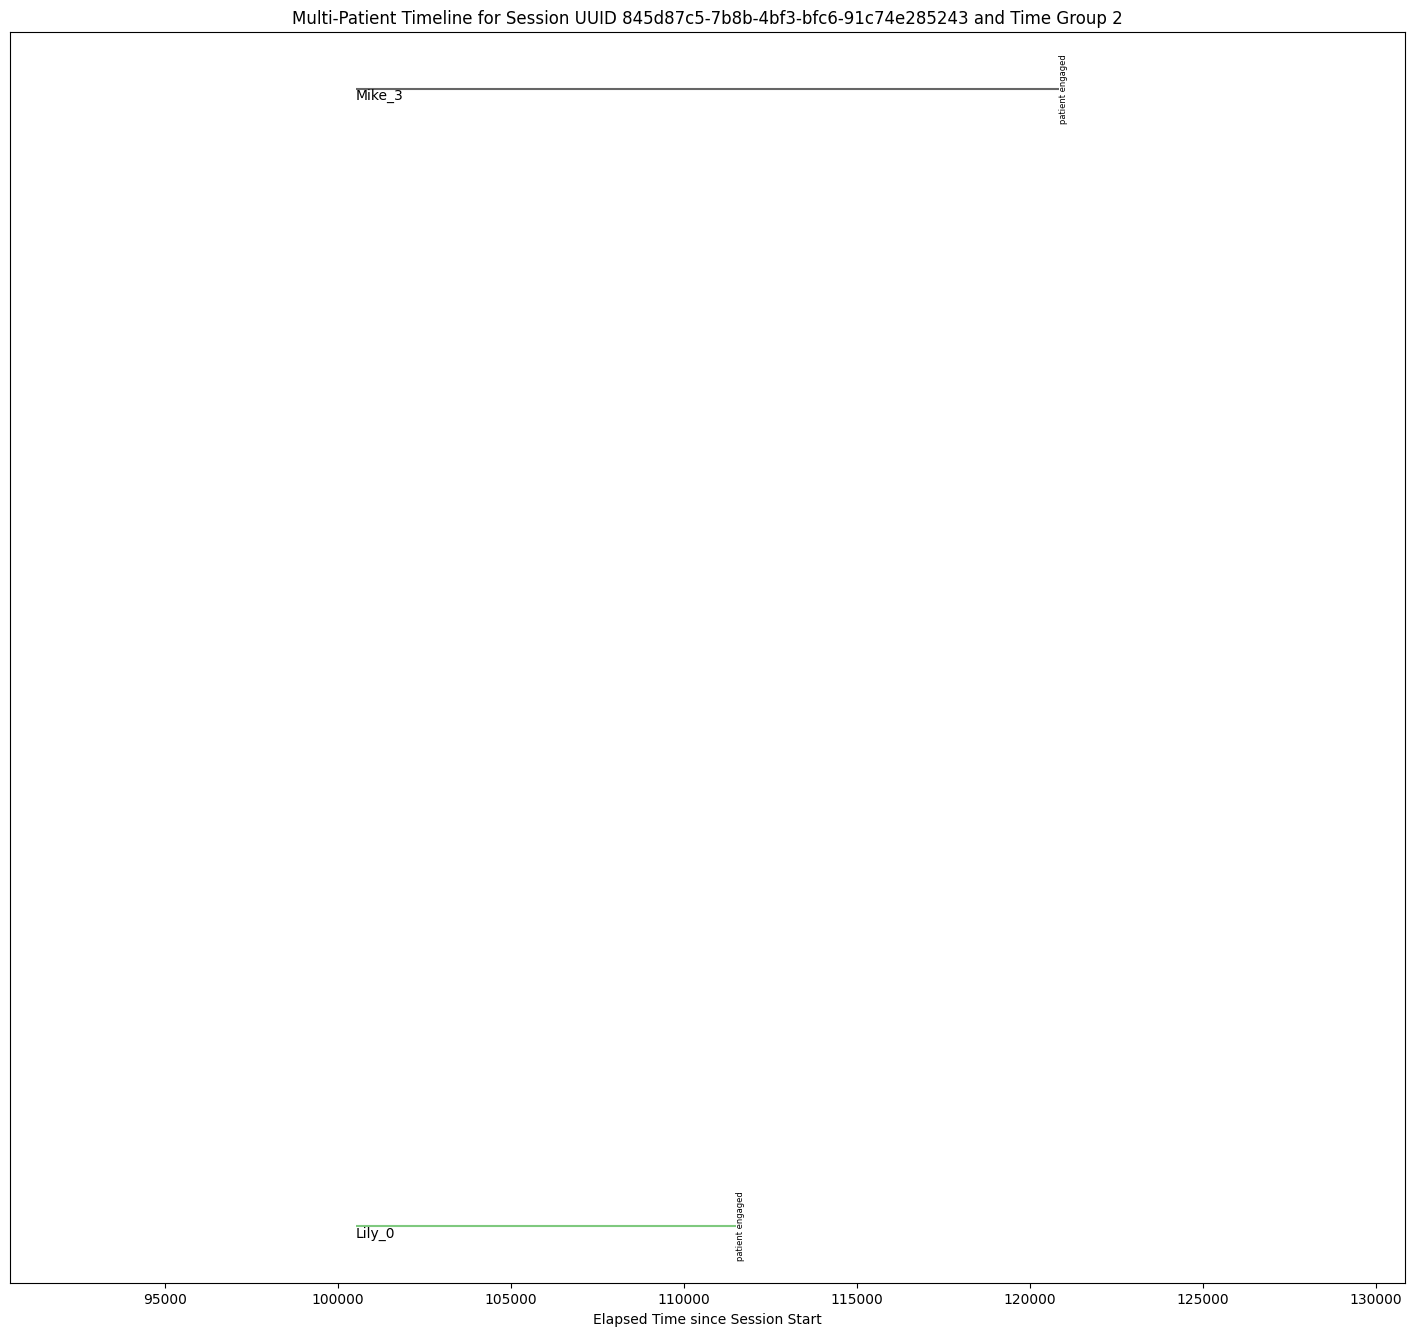 Multi-Patient Timeline for Session UUID 845d87c5-7b8b-4bf3-bfc6-91c74e285243 and Time Group 2
patient engaged
Mike_3
patient engaged
Lily_0
95000 100000 105000 110000 115000 120000 125000 130000
Elapsed Time since Session Start